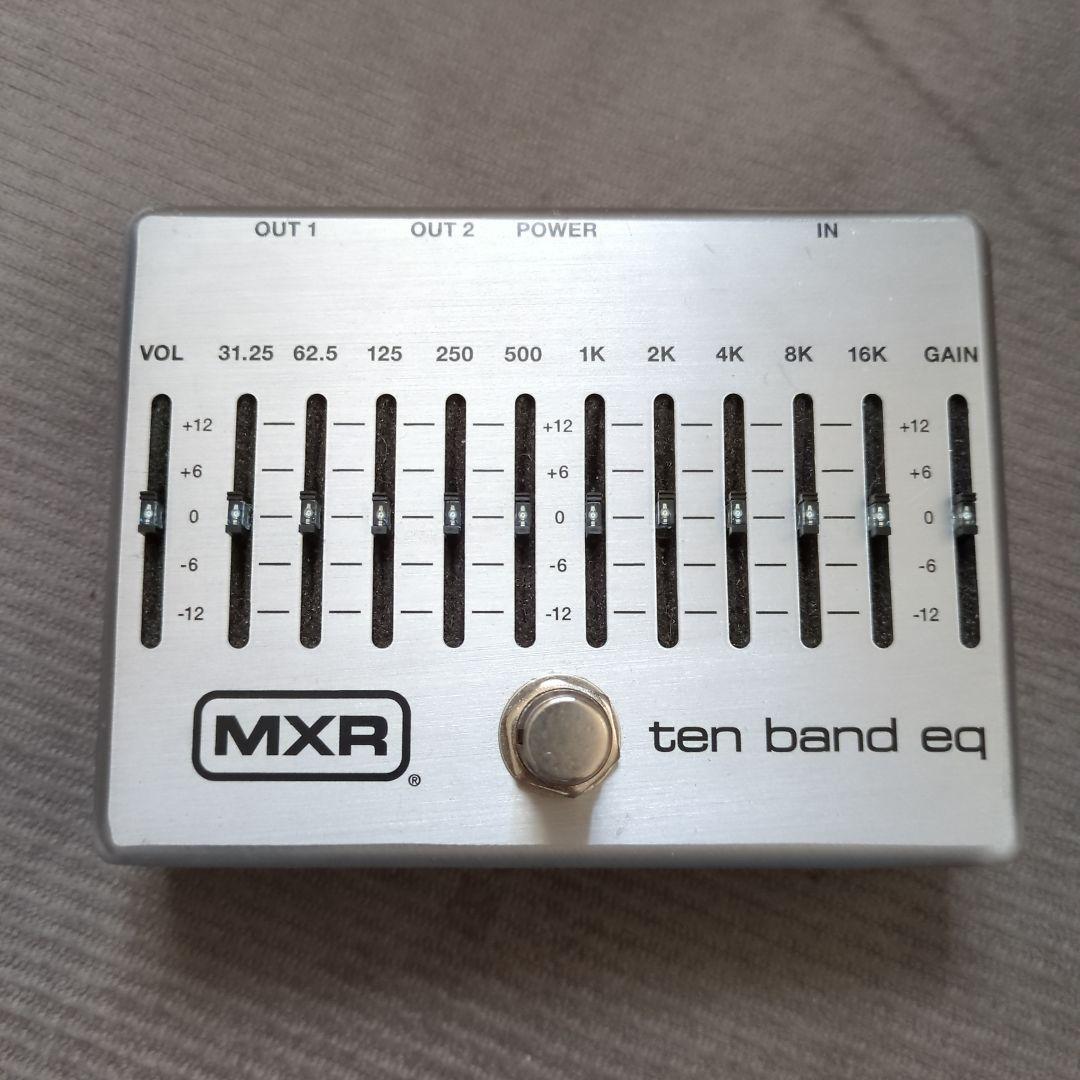 OUT 1 OUT 2 POWER IN
VOL 31.25 62.5 125 250 500 1K 2K 4K 8K 16K GAIN
+12 +12 +12
+6 +6 +6
0 0 0
-6 -6 -6
-12 -12 -12
MXR® ten band eq